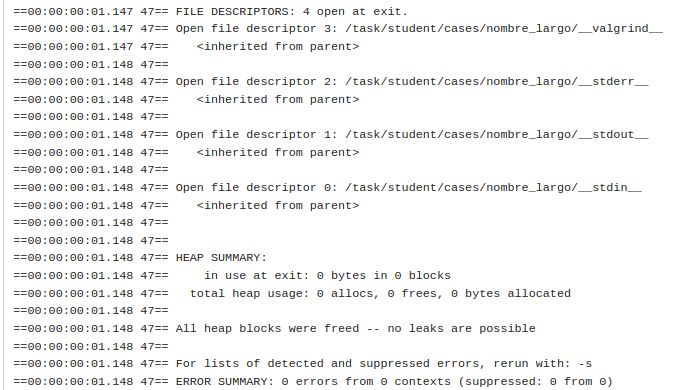 ==00:00:00:01.147 47== FILE DESCRIPTORS: 4 open at exit.
==00:00:00:01.147 47== Open file descriptor 3: /task/student/cases/nombre_largo/__valgrind__
==00:00:00:01.147 47==    <inherited from parent>
==00:00:00:01.148 47==
==00:00:00:01.148 47== Open file descriptor 2: /task/student/cases/nombre_largo/__stderr__
==00:00:00:01.148 47==    <inherited from parent>
==00:00:00:01.148 47==
==00:00:00:01.148 47== Open file descriptor 1: /task/student/cases/nombre_largo/__stdout__
==00:00:00:01.148 47==    <inherited from parent>
==00:00:00:01.148 47==
==00:00:00:01.148 47== Open file descriptor 0: /task/student/cases/nombre_largo/__stdin__
==00:00:00:01.148 47==    <inherited from parent>
==00:00:00:01.148 47==
==00:00:00:01.148 47==
==00:00:00:01.148 47== HEAP SUMMARY:
==00:00:00:01.148 47==     in use at exit: 0 bytes in 0 blocks
==00:00:00:01.148 47==   total heap usage: 0 allocs, 0 frees, 0 bytes allocated
==00:00:00:01.148 47==
==00:00:00:01.148 47== All heap blocks were freed -- no leaks are possible
==00:00:00:01.148 47==
==00:00:00:01.148 47== For lists of detected and suppressed errors, rerun with: -s
==00:00:00:01.148 47== ERROR SUMMARY: 0 errors from 0 contexts (suppressed: 0 from 0)